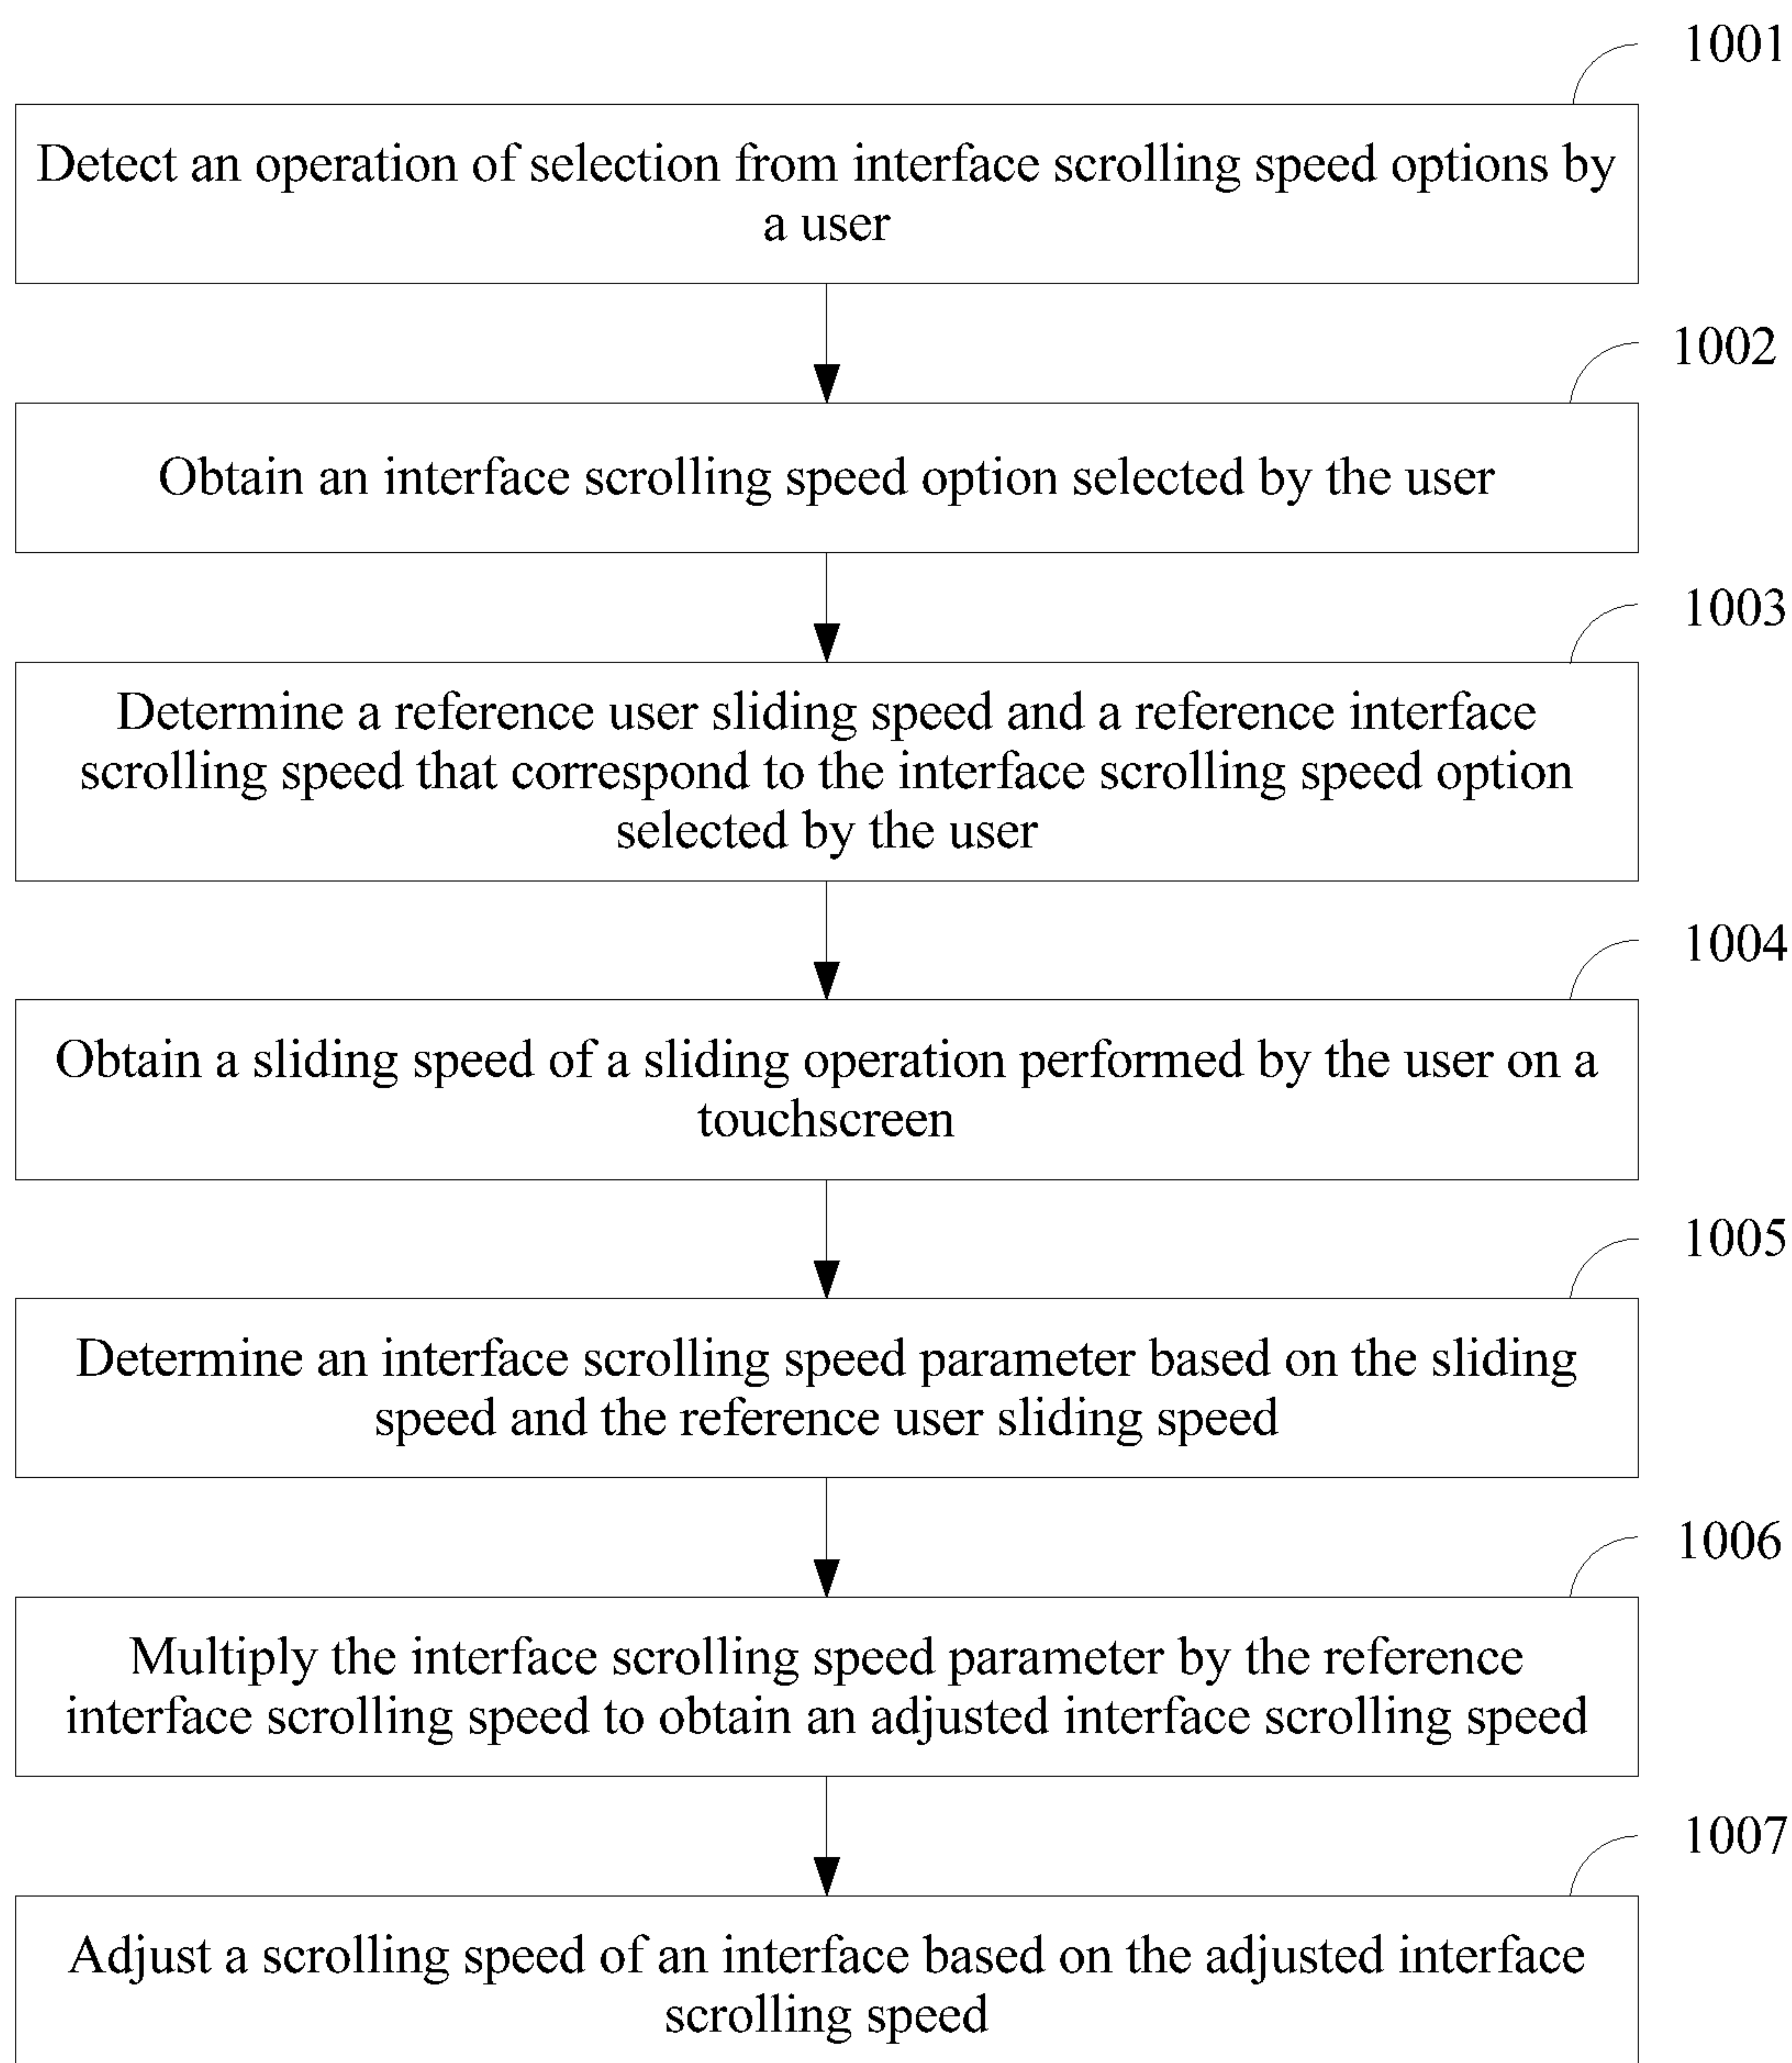 1001
Detect an operation of selection from interface scrolling speed options by
a user
1002
Obtain an interface scrolling speed option selected by the user
1003
Determine a reference user sliding speed and a reference interface
scrolling speed that correspond to the interface scrolling speed option
selected by the user
1004
Obtain a sliding speed of a sliding operation performed by the user on a
touchscreen
1005
Determine an interface scrolling speed parameter based on the sliding
speed and the reference user sliding speed
1006
Multiply the interface scrolling speed parameter by the reference
interface scrolling speed to obtain an adjusted interface scrolling speed
1007
Adjust a scrolling speed of an interface based on the adjusted interface
scrolling speed